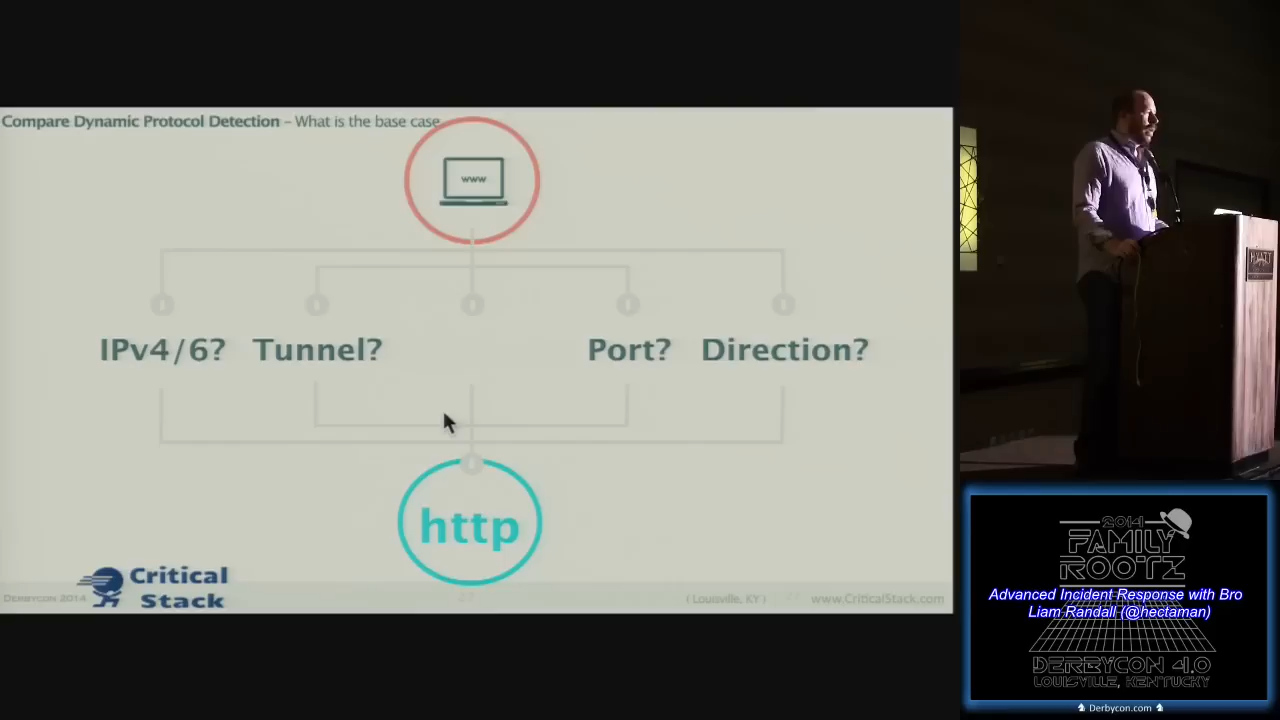 Compare Dynamic Protocol Detection – What is the base case
www
IPv4/6? Tunnel? Port? Direction?
http
Critical
Stack
DERBYCON 2014
( Louisville, KY )
www.CriticalStack.com
HYATT
2014
FAMILY
ROOTZ
Advanced Incident Response with Bro
Liam Randall (@hectaman)
DERBYCON 4.0
LOUISVILLE, KENTUCKY
Derbycon.com